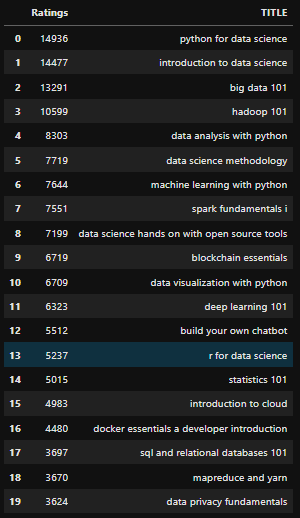 Ratings TITLE
0 14936 python for data science
1 14477 introduction to data science
2 13291 big data 101
3 10599 hadoop 101
4 8303 data analysis with python
5 7719 data science methodology
6 7644 machine learning with python
7 7551 spark fundamentals i
8 7199 data science hands on with open source tools
9 6719 blockchain essentials
10 6709 data visualization with python
11 6323 deep learning 101
12 5512 build your own chatbot
13 5237 r for data science
14 5015 statistics 101
15 4983 introduction to cloud
16 4480 docker essentials a developer introduction
17 3697 sql and relational databases 101
18 3670 mapreduce and yarn
19 3624 data privacy fundamentals